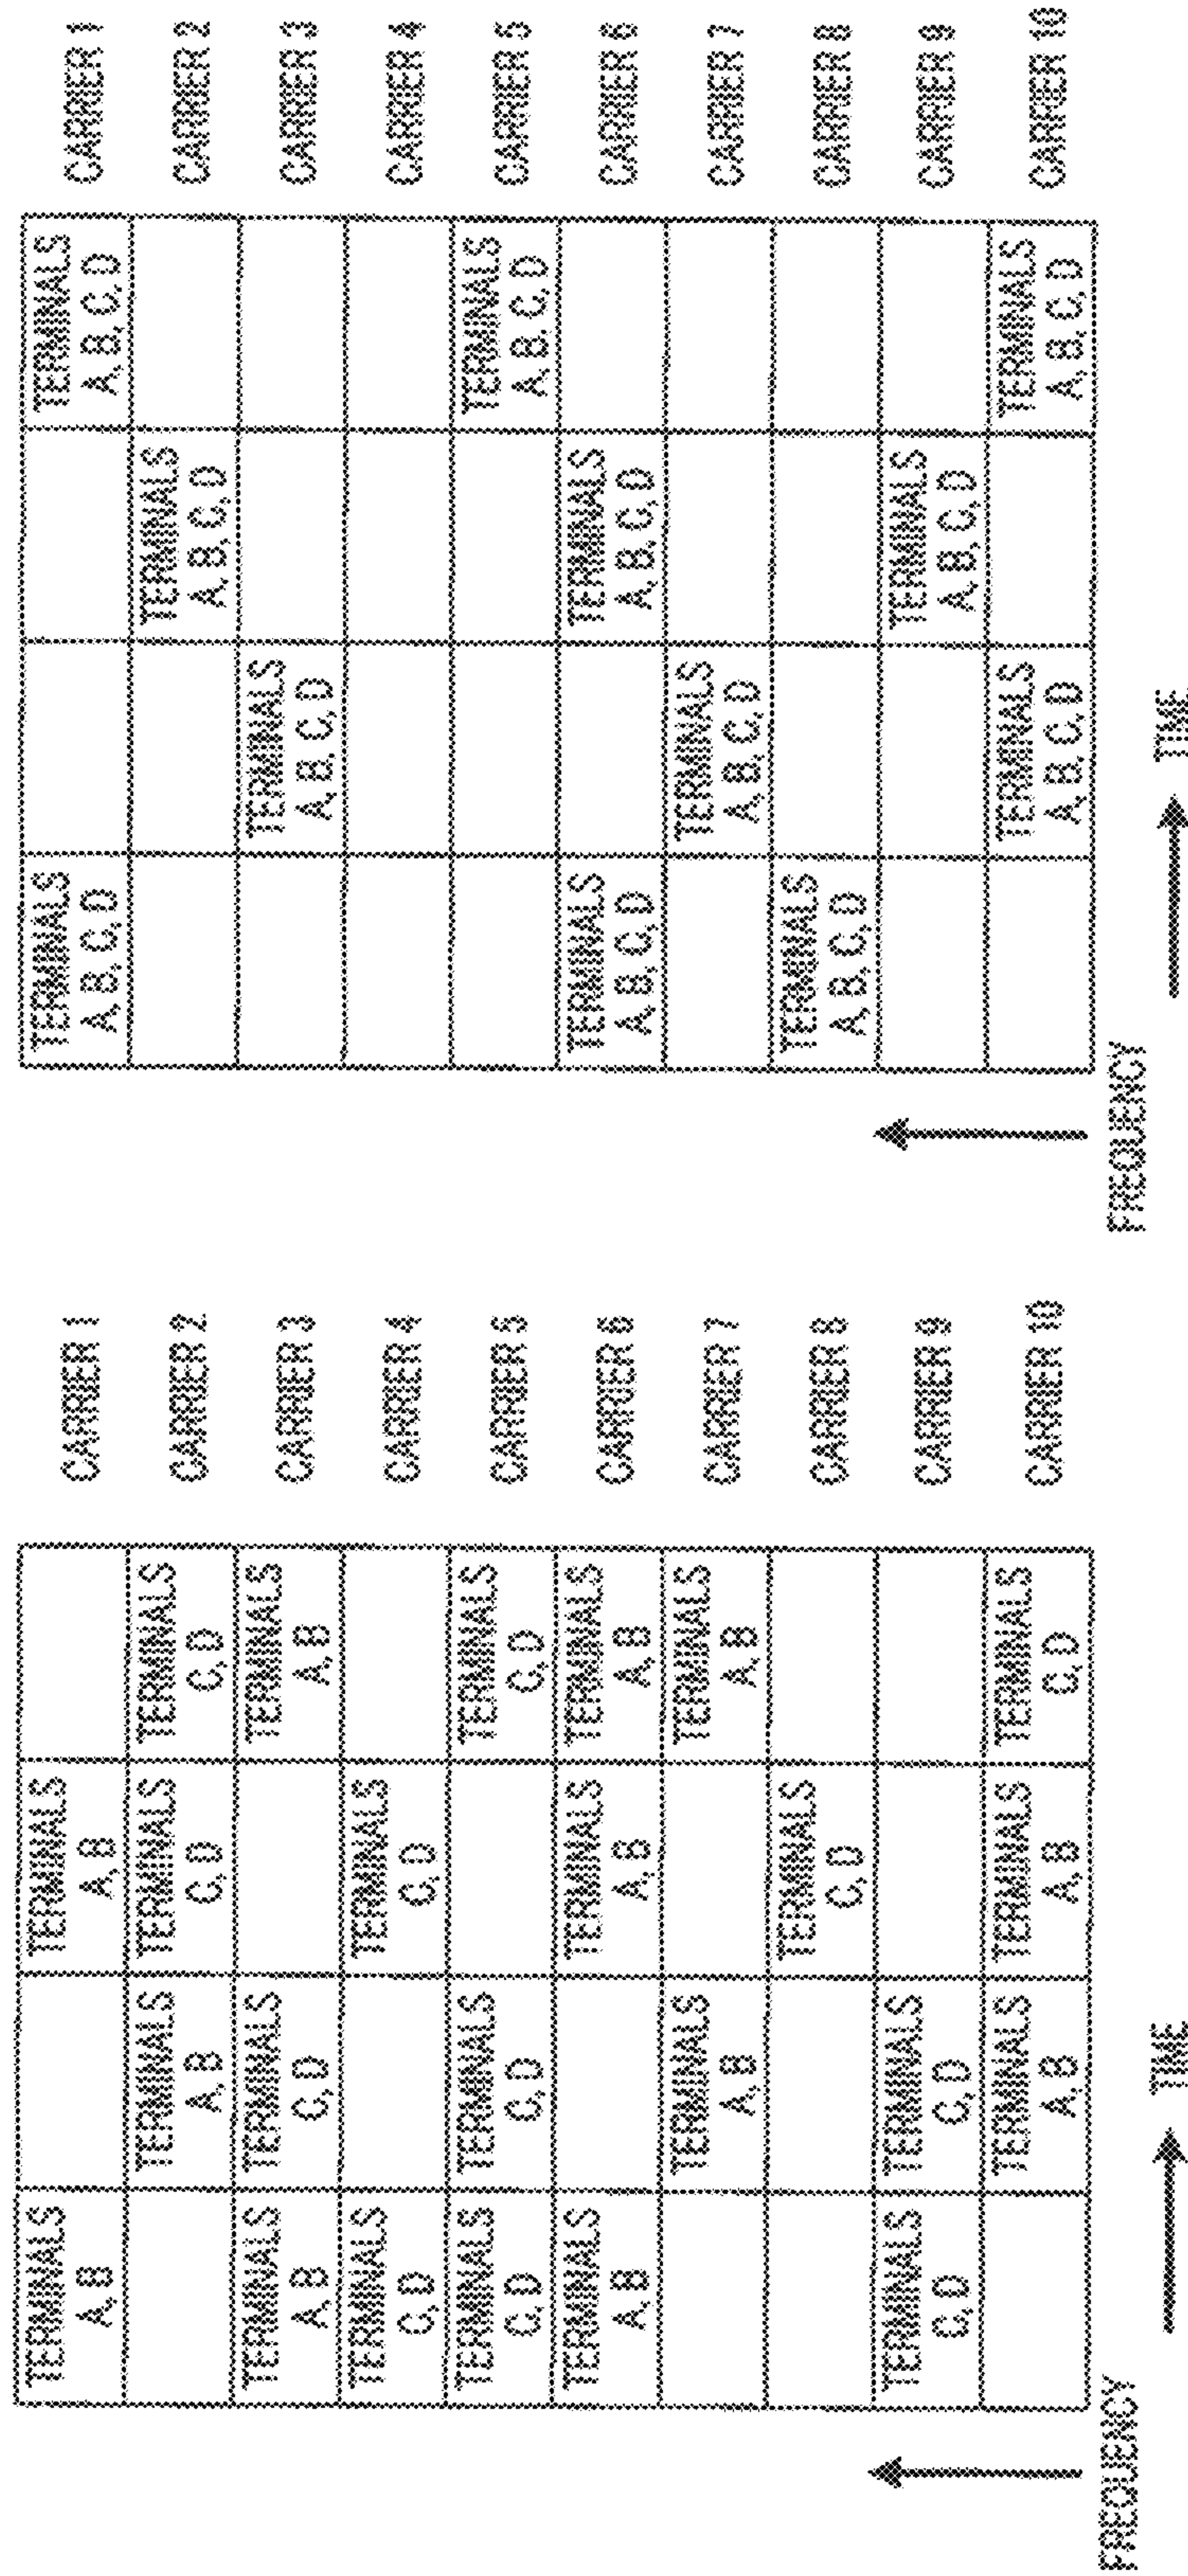 TERMINALS
A, B
TERMINALS
A, B
CARRIER 1
TERMINALS
A, B
TERMINALS
C, D
TERMINALS
C, D
CARRIER 2
TERMINALS
A, B
TERMINALS
C, D
TERMINALS
A, B
CARRIER 3
TERMINALS
C, D
TERMINALS
C, D
CARRIER 4
TERMINALS
C, D
TERMINALS
C, D
TERMINALS
C, D
CARRIER 5
TERMINALS
A, B
TERMINALS
A, B
TERMINALS
A, B
CARRIER 6
TERMINALS
A, B
TERMINALS
A, B
CARRIER 7
TERMINALS
C, D
CARRIER 8
TERMINALS
C, D
TERMINALS
C, D
CARRIER 9
TERMINALS
A, B
TERMINALS
A, B
TERMINALS
C, D
CARRIER 10
FREQUENCY
TIME
TERMINALS
A, B, C, D
TERMINALS
A, B, C, D
CARRIER 1
TERMINALS
A, B, C, D
CARRIER 2
TERMINALS
A, B, C, D
CARRIER 3
CARRIER 4
TERMINALS
A, B, C, D
CARRIER 5
TERMINALS
A, B, C, D
TERMINALS
A, B, C, D
CARRIER 6
TERMINALS
A, B, C, D
CARRIER 7
TERMINALS
A, B, C, D
CARRIER 8
TERMINALS
A, B, C, D
CARRIER 9
TERMINALS
A, B, C, D
TERMINALS
A, B, C, D
CARRIER 10
FREQUENCY
TIME